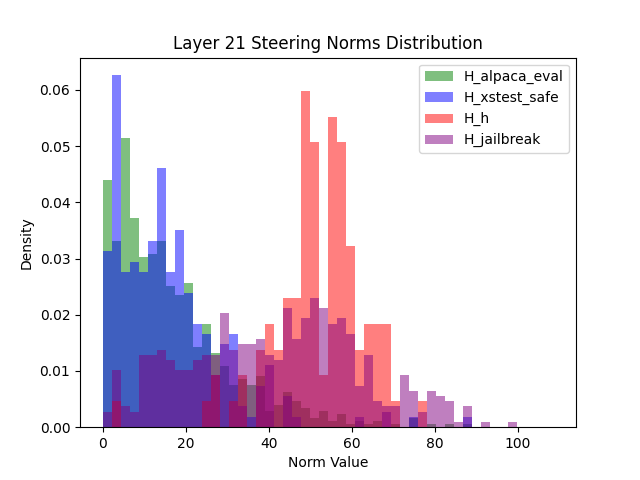 Layer 21 Steering Norms Distribution
H_alpaca_eval
H_xstest_safe
H_h
H_jailbreak
0.06
0.05
0.04
0.03
0.02
0.01
0.00
Density
0 20 40 60 80 100
Norm Value